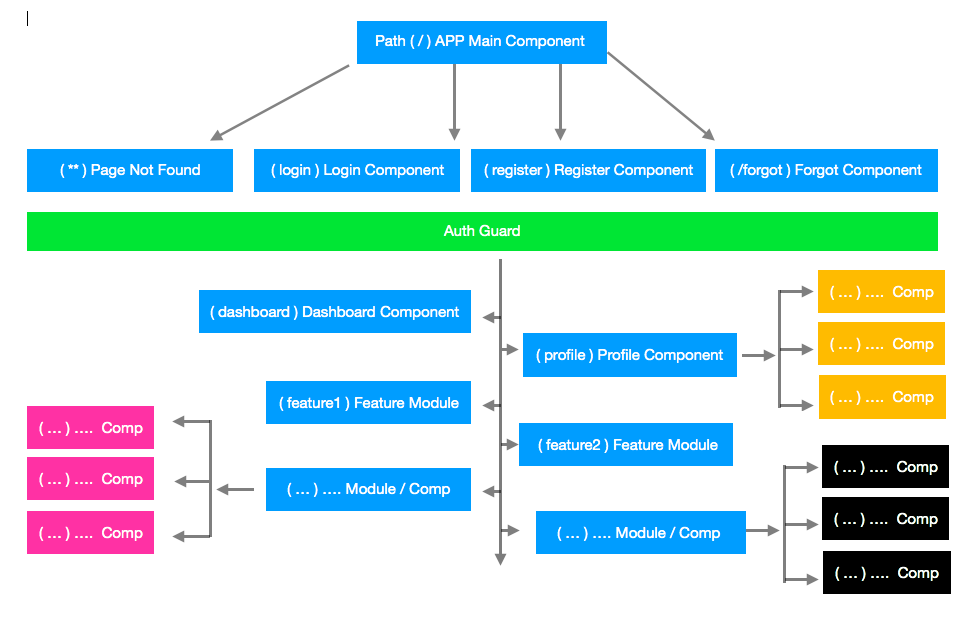 Path ( / ) APP Main Component
( ** ) Page Not Found
( login ) Login Component
( register ) Register Component
( /forgot ) Forgot Component
Auth Guard
( dashboard ) Dashboard Component
( profile ) Profile Component
( ... ) .... Comp
( ... ) .... Comp
( ... ) .... Comp
( feature1 ) Feature Module
( feature2 ) Feature Module
( ... ) .... Module / Comp
( ... ) .... Comp
( ... ) .... Comp
( ... ) .... Comp
( ... ) .... Module / Comp
( ... ) .... Comp
( ... ) .... Comp
( ... ) .... Comp